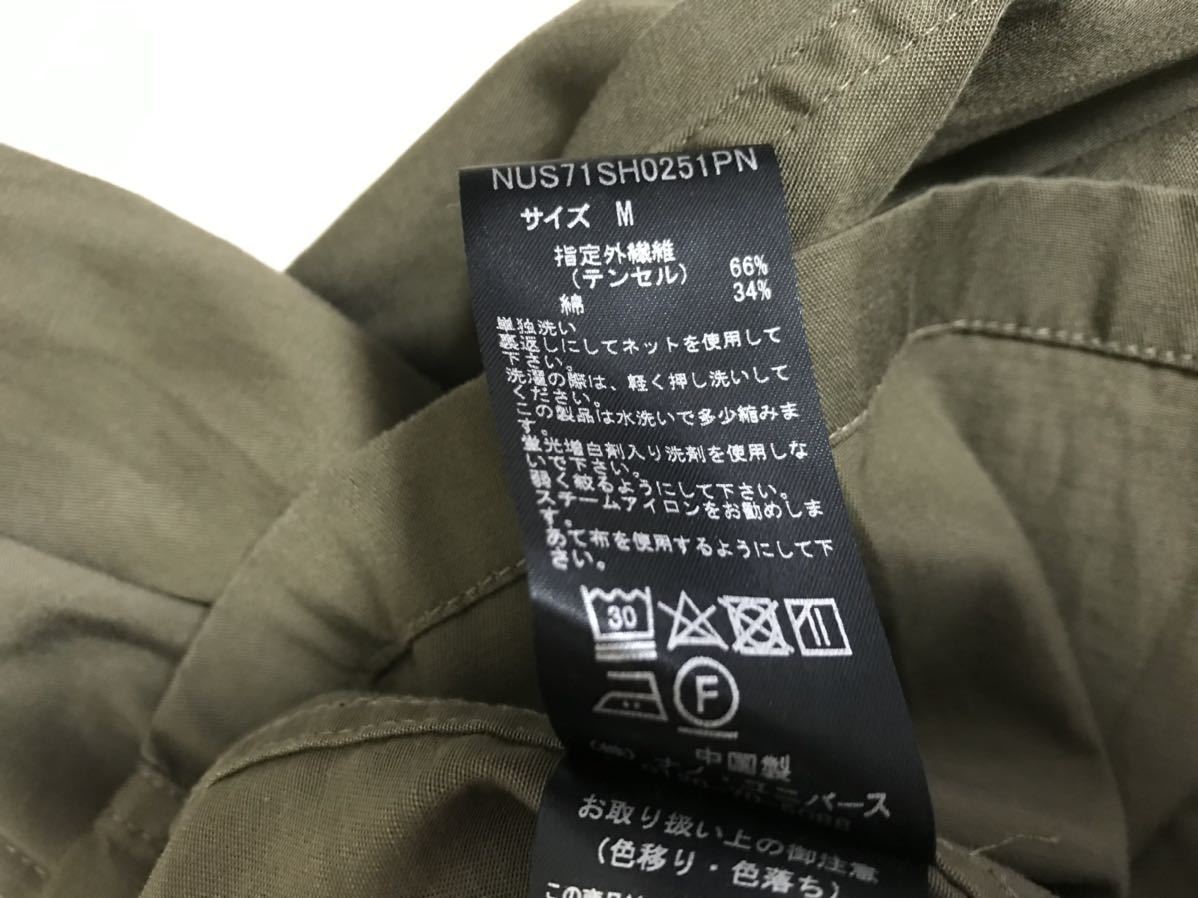 NUS71SH0251PN
サイズ M
指定外繊維
(テンセル) 66%
綿 34%
単独洗い
裏返しにしてネットを使用して
下さい。
洗濯の際は、軽く押し洗いして
ください。
この製品は水洗いで多少縮みま
す。
蛍光増白剤入り洗剤を使用しな
いで下さい。
弱く絞るようにして下さい。
スチームアイロンをお勧めしま
す。
あて布を使用するようにして下
さい。
30
F
中国製
バース
お取り扱い上の御注意
(色移り・色落ち)